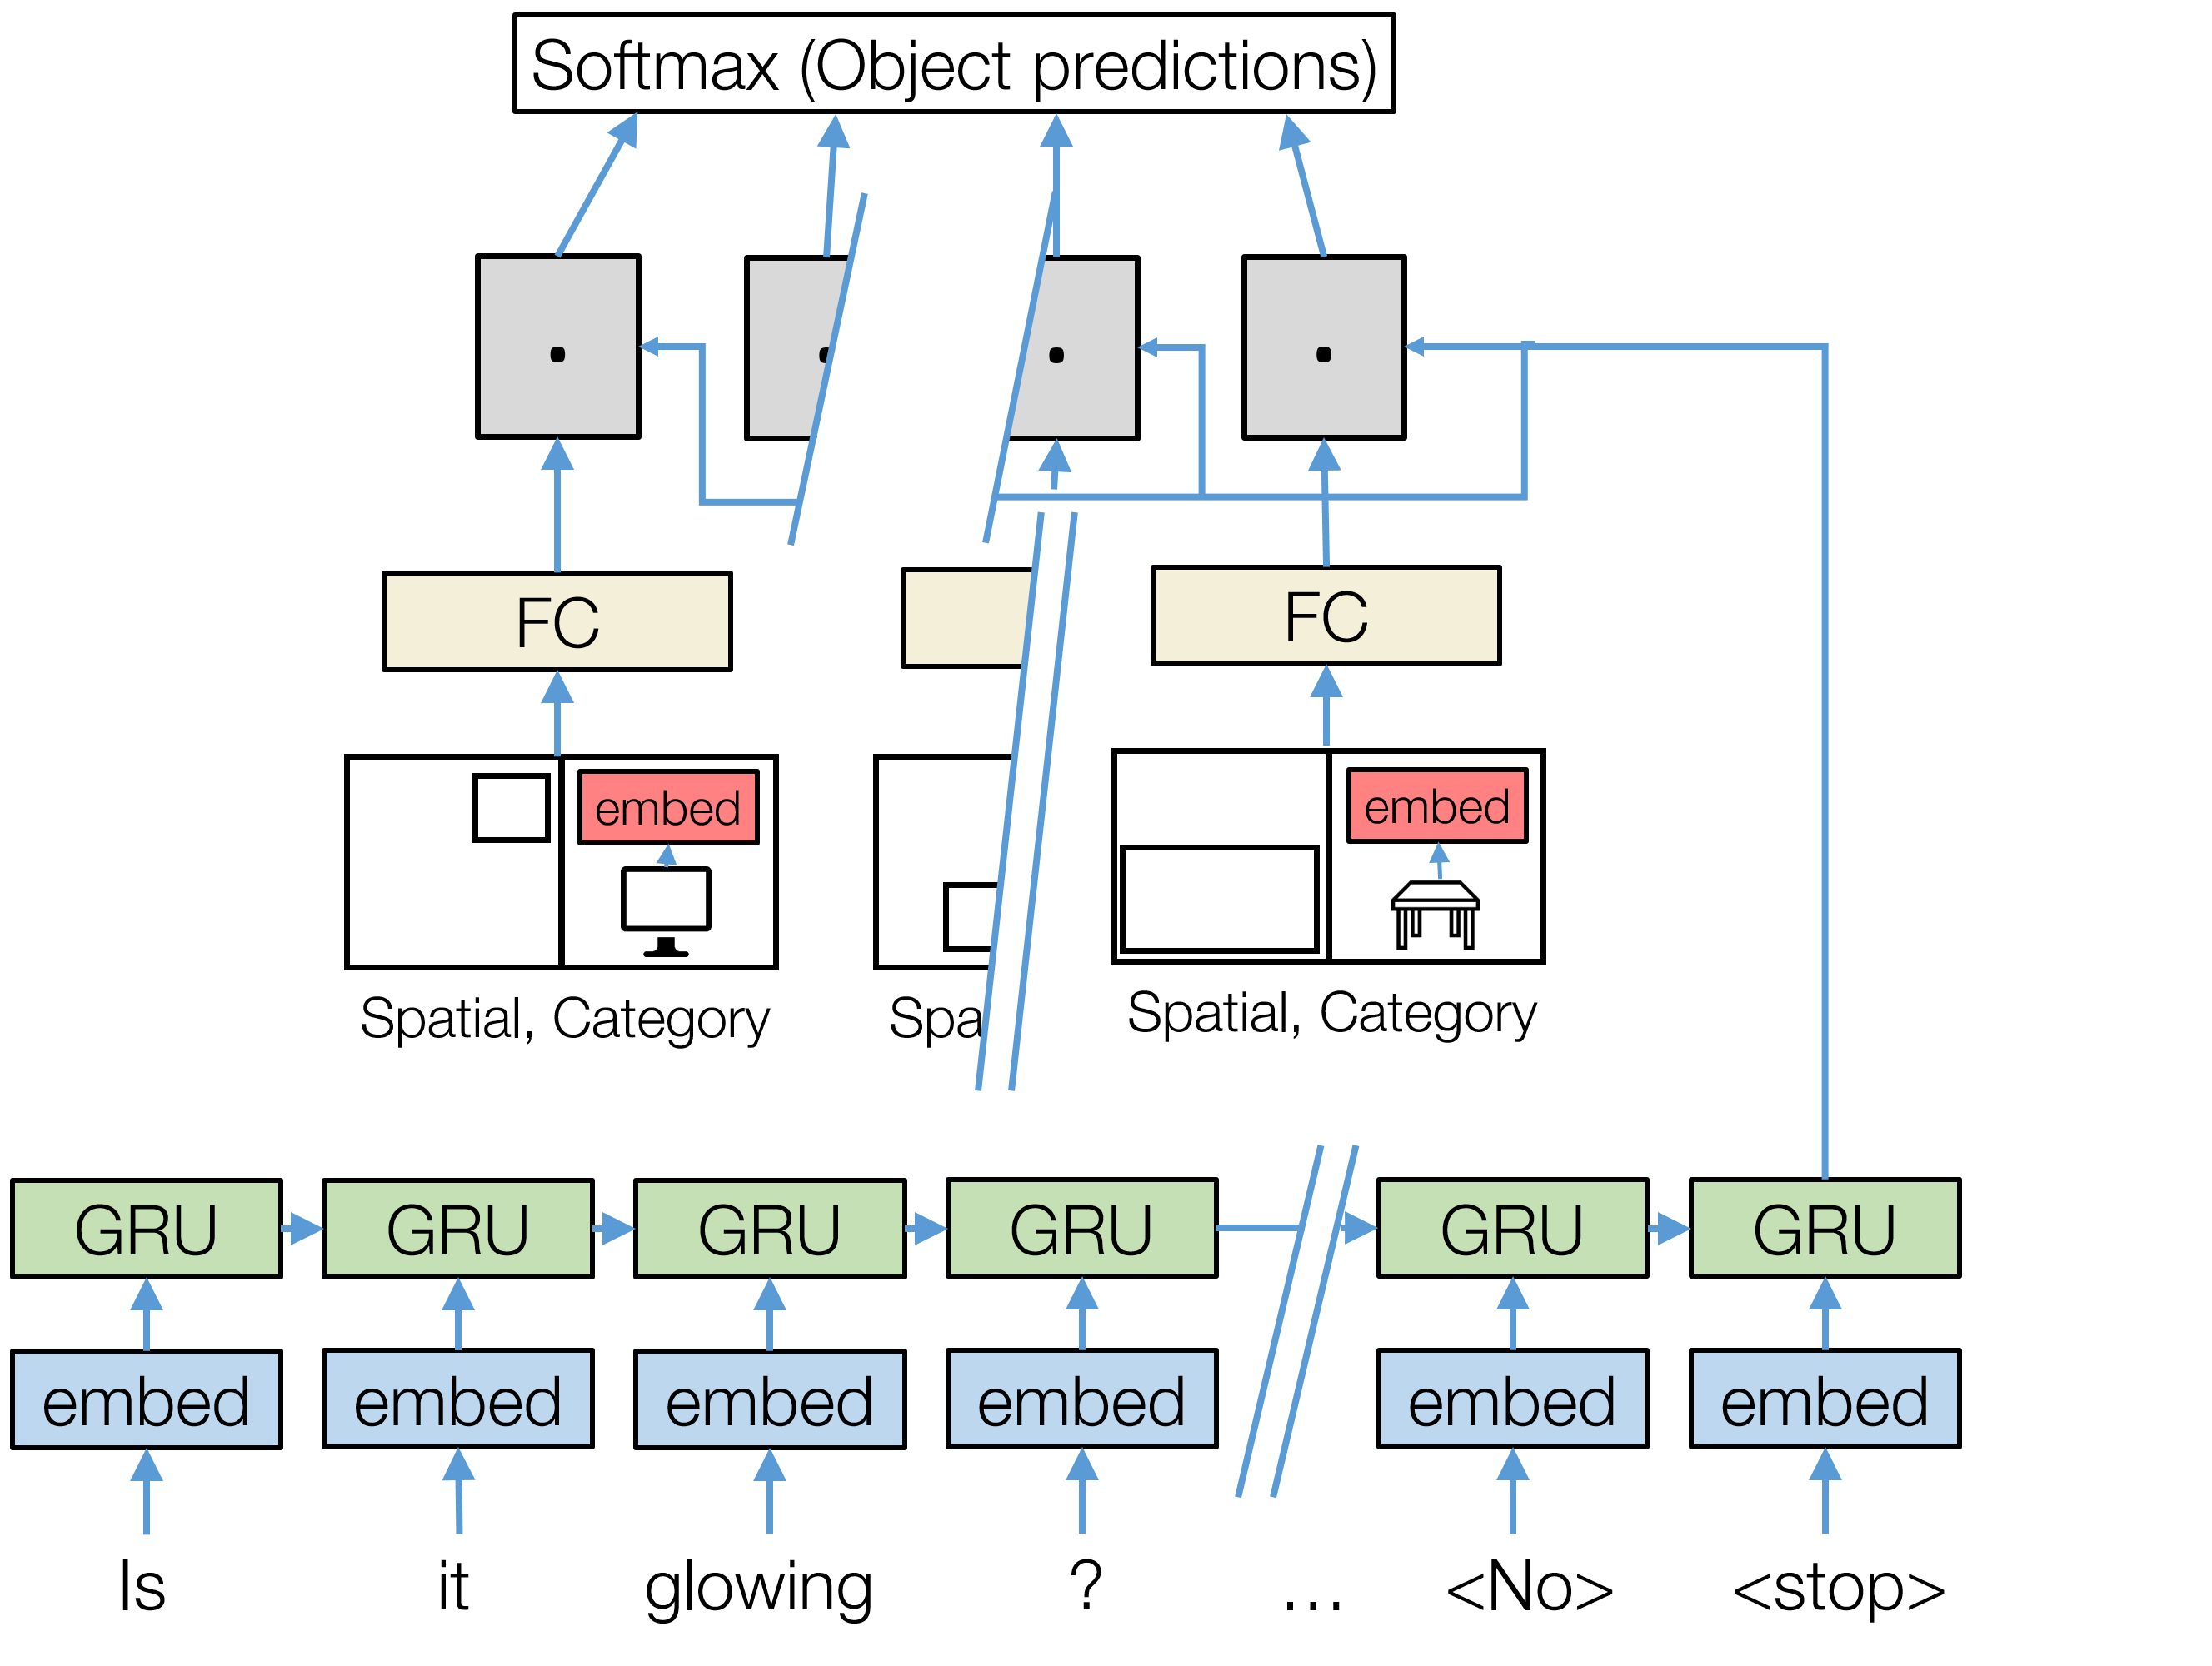 Softmax (Object predictions)
.
.
.
FC
FC
embed
embed
Spatial, Category
Spa
Spatial, Category
GRU
GRU
GRU
GRU
GRU
GRU
embed
embed
embed
embed
embed
embed
Is
it
glowing
?
...
<No>
<stop>